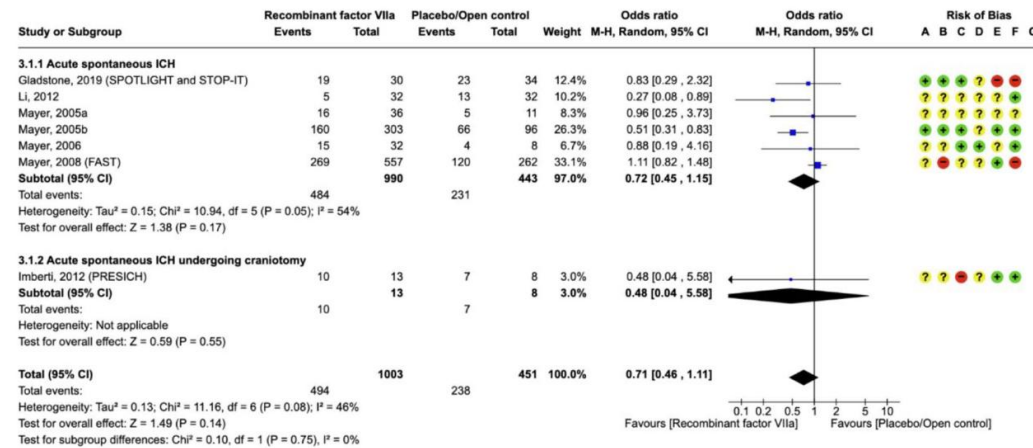 Recombinant factor VIIa Placebo/Open control Odds ratio Odds ratio Risk of Bias
Study or Subgroup Events Total Events Total Weight M-H, Random, 95% CI M-H, Random, 95% CI A B C D E F G
3.1.1 Acute spontaneous ICH
Gladstone, 2019 (SPOTLIGHT and STOP-IT) 19 30 23 34 12.4% 0.83 [0.29 , 2.32] + + + ? − −
Li, 2012 5 32 13 32 10.2% 0.27 [0.08 , 0.89] ? ? ? ? ? +
Mayer, 2005a 16 36 5 11 8.3% 0.96 [0.25 , 3.73] ? ? ? ? ? ?
Mayer, 2005b 160 303 66 96 26.3% 0.51 [0.31 , 0.83] + + + ? + +
Mayer, 2006 15 32 4 8 6.7% 0.88 [0.19 , 4.16] ? ? + + ? +
Mayer, 2008 (FAST) 269 557 120 262 33.1% 1.11 [0.82 , 1.48] ? − ? ? + −
Subtotal (95% CI) 990 443 97.0% 0.72 [0.45 , 1.15]
Total events: 484 231
Heterogeneity: Tau² = 0.15; Chi² = 10.94, df = 5 (P = 0.05); I² = 54%
Test for overall effect: Z = 1.38 (P = 0.17)
3.1.2 Acute spontaneous ICH undergoing craniotomy
Imberti, 2012 (PRESICH) 10 13 7 8 3.0% 0.48 [0.04 , 5.58] ? ? − ? + +
Subtotal (95% CI) 13 8 3.0% 0.48 [0.04 , 5.58]
Total events: 10 7
Heterogeneity: Not applicable
Test for overall effect: Z = 0.59 (P = 0.55)
Total (95% CI) 1003 451 100.0% 0.71 [0.46 , 1.11]
Total events: 494 238
Heterogeneity: Tau² = 0.13; Chi² = 11.16, df = 6 (P = 0.08); I² = 46%
0.1 0.2 0.5 1 2 5 10
Test for overall effect: Z = 1.49 (P = 0.14) Favours [Recombinant factor VIIa] Favours [Placebo/Open control]
Test for subgroup differences: Chi² = 0.10, df = 1 (P = 0.75), I² = 0%